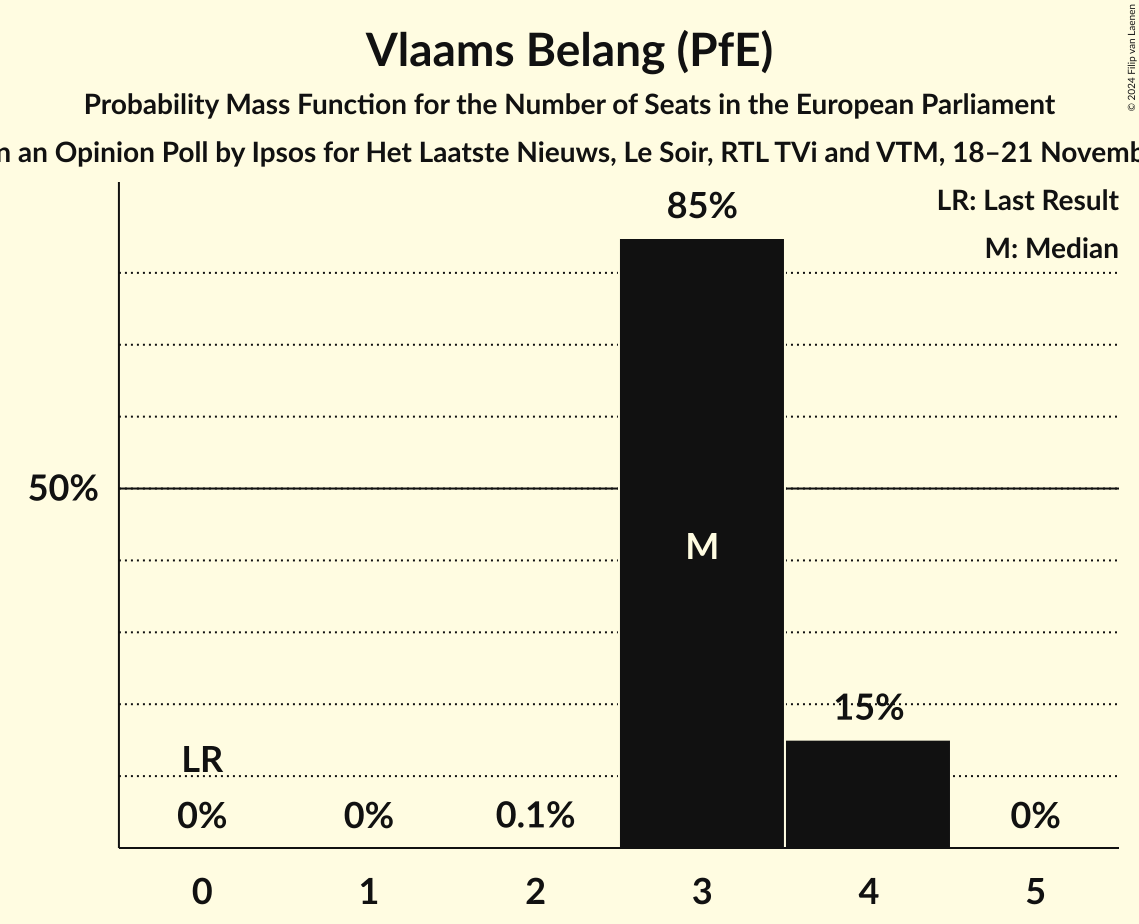 Vlaams Belang (PfE)
Probability Mass Function for the Number of Seats in the European Parliament
an Opinion Poll by Ipsos for Het Laatste Nieuws, Le Soir, RTL TVi and VTM, 18–21
© 2024 Filip van Laenen
LR: Last Result
M: Median
85%
50%
M
15%
LR
0%
0%
0.1%
0%
0
1
2
3
4
5